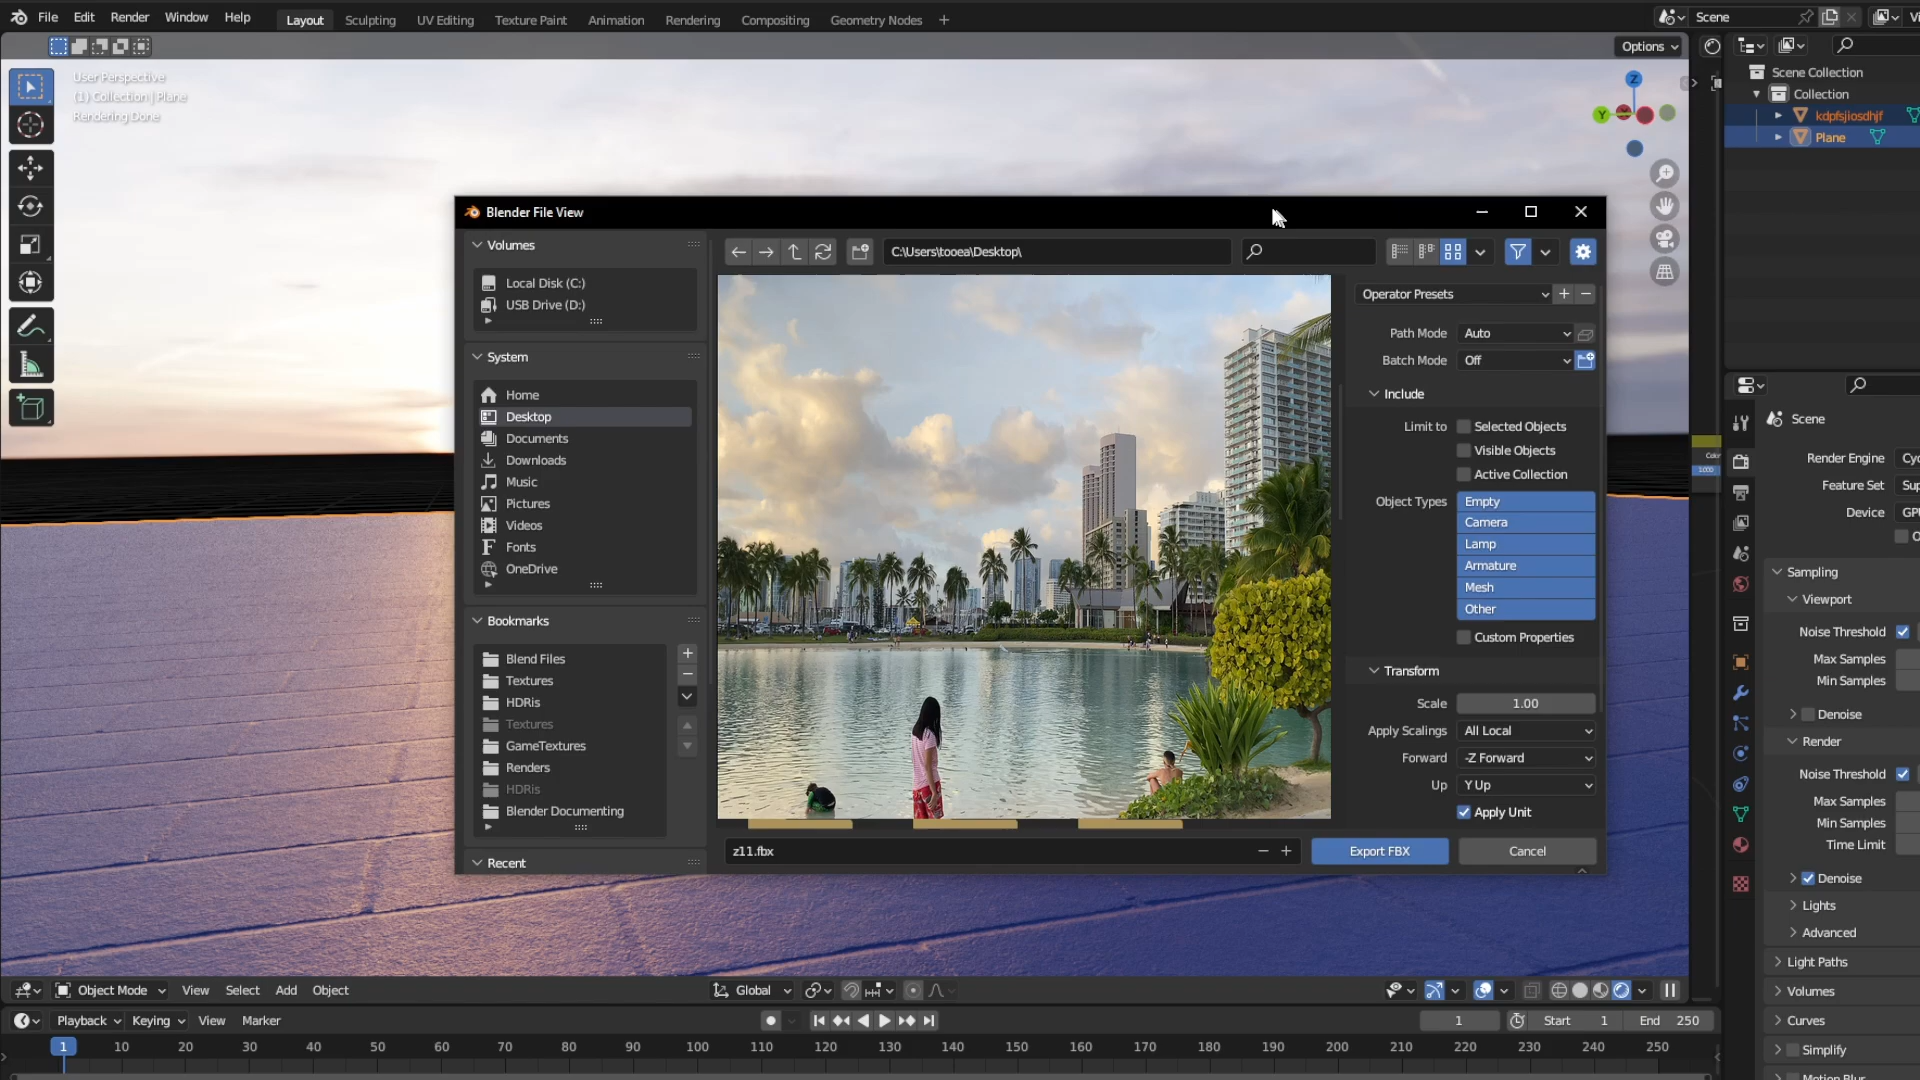 File Edit Render Window Help Layout Sculpting UV Editing Texture Paint Animation Rendering Compositing Geometry Nodes + Scene
Options
User Perspective
(1) Collection | Plane
Rendering Done
Z
Y
Scene Collection
Collection
kdpfsjiosdhjf
Plane
Blender File View
Volumes
Local Disk (C:)
USB Drive (D:)
System
Home
Desktop
Documents
Downloads
Music
Pictures
Videos
Fonts
OneDrive
Bookmarks
Blend Files
Textures
HDRis
Textures
GameTextures
Renders
HDRis
Blender Documenting
Recent
C:\Users\tooea\Desktop\
Operator Presets
Path Mode Auto
Batch Mode Off
Include
Limit to Selected Objects
Visible Objects
Active Collection
Object Types Empty
Camera
Lamp
Armature
Mesh
Other
Custom Properties
Transform
Scale 1.00
Apply Scalings All Local
Forward -Z Forward
Up Y Up
Apply Unit
z11.fbx
Export FBX Cancel
Scene
Render Engine
Feature Set
Device
Sampling
Viewport
Noise Threshold
Max Samples
Min Samples
Denoise
Render
Noise Threshold
Max Samples
Min Samples
Time Limit
Denoise
Lights
Advanced
Light Paths
Volumes
Curves
Simplify
Motion Blur
Object Mode View Select Add Object Global
Playback Keying View Marker 1 Start 1 End 250
1 10 20 30 40 50 60 70 80 90 100 110 120 130 140 150 160 170 180 190 200 210 220 230 240 250